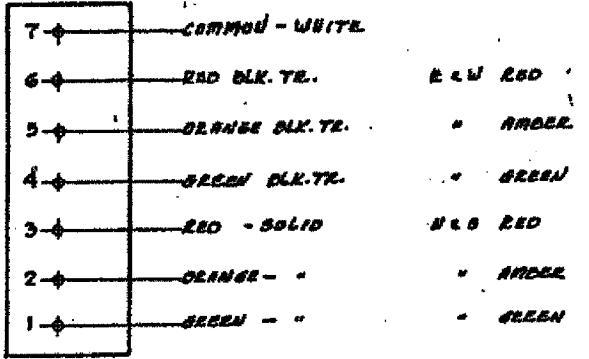 7 COMMON - WHITE
6 RED BLK. TR. E & W RED
5 ORANGE BLK. TR. " AMBER
4 GREEN BLK. TR. " GREEN
3 RED - SOLID N & S RED
2 ORANGE - " " AMBER
1 GREEN - " " GREEN